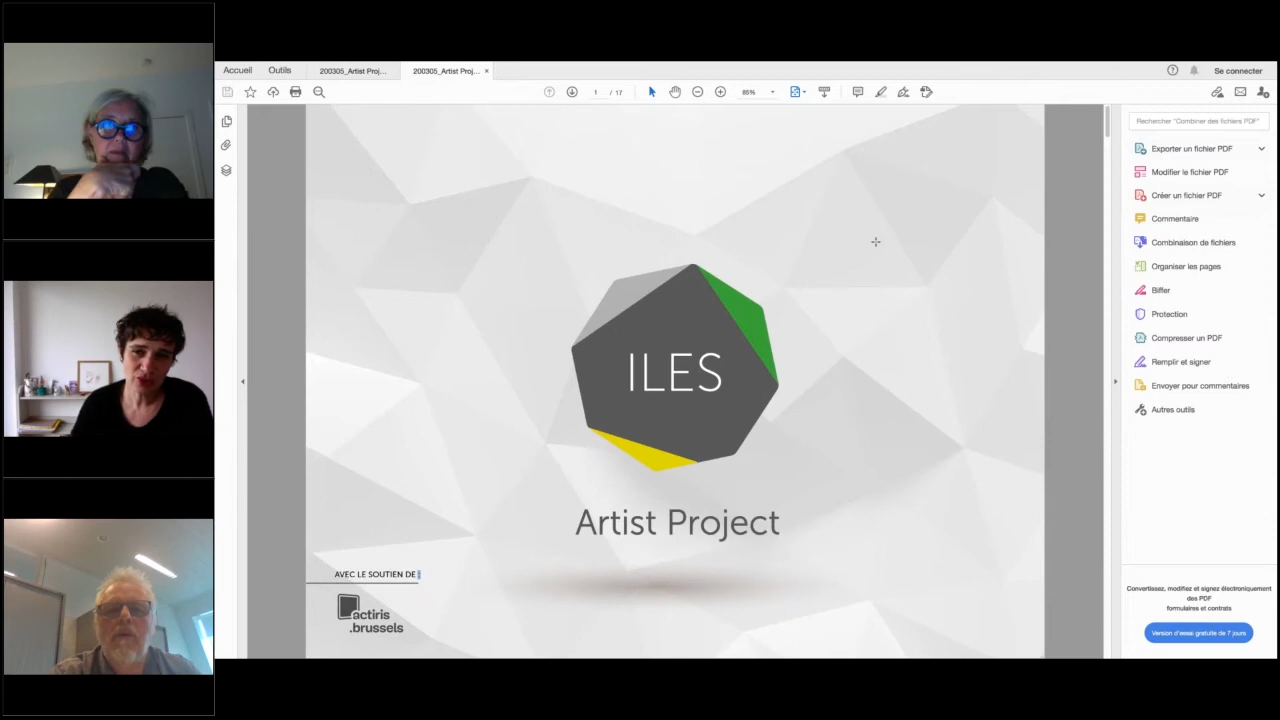 Accueil
Outils
200305_Artist Proj...
200305_Artist Proj... ×
Se connecter
1 / 17
85%
Rechercher "Combiner des fichiers PDF"
Exporter un fichier PDF
Modifier le fichier PDF
Créer un fichier PDF
Commentaire
Combinaison de fichiers
Organiser les pages
Biffer
Protection
Compresser un PDF
Remplir et signer
Envoyer pour commentaires
Autres outils
ILES
Artist Project
AVEC LE SOUTIEN DE
actiris
.brussels
Convertissez, modifiez et signez électroniquement
des PDF
formulaires et contrats
Version d'essai gratuite de 7 jours